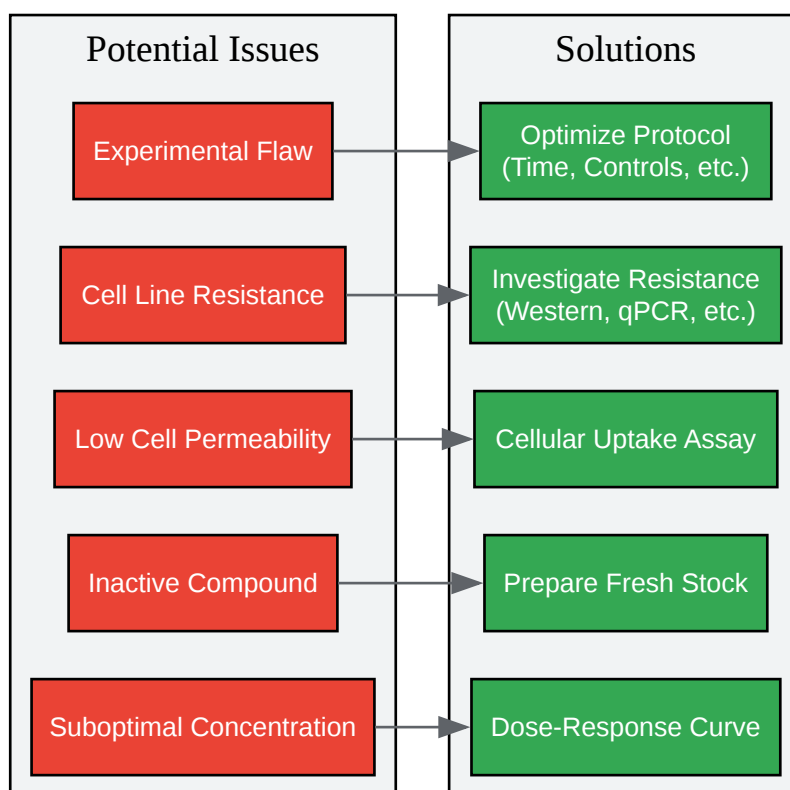 Potential Issues
Solutions
Experimental Flaw
Optimize Protocol
(Time, Controls, etc.)
Cell Line Resistance
Investigate Resistance
(Western, qPCR, etc.)
Low Cell Permeability
Cellular Uptake Assay
Inactive Compound
Prepare Fresh Stock
Suboptimal Concentration
Dose-Response Curve